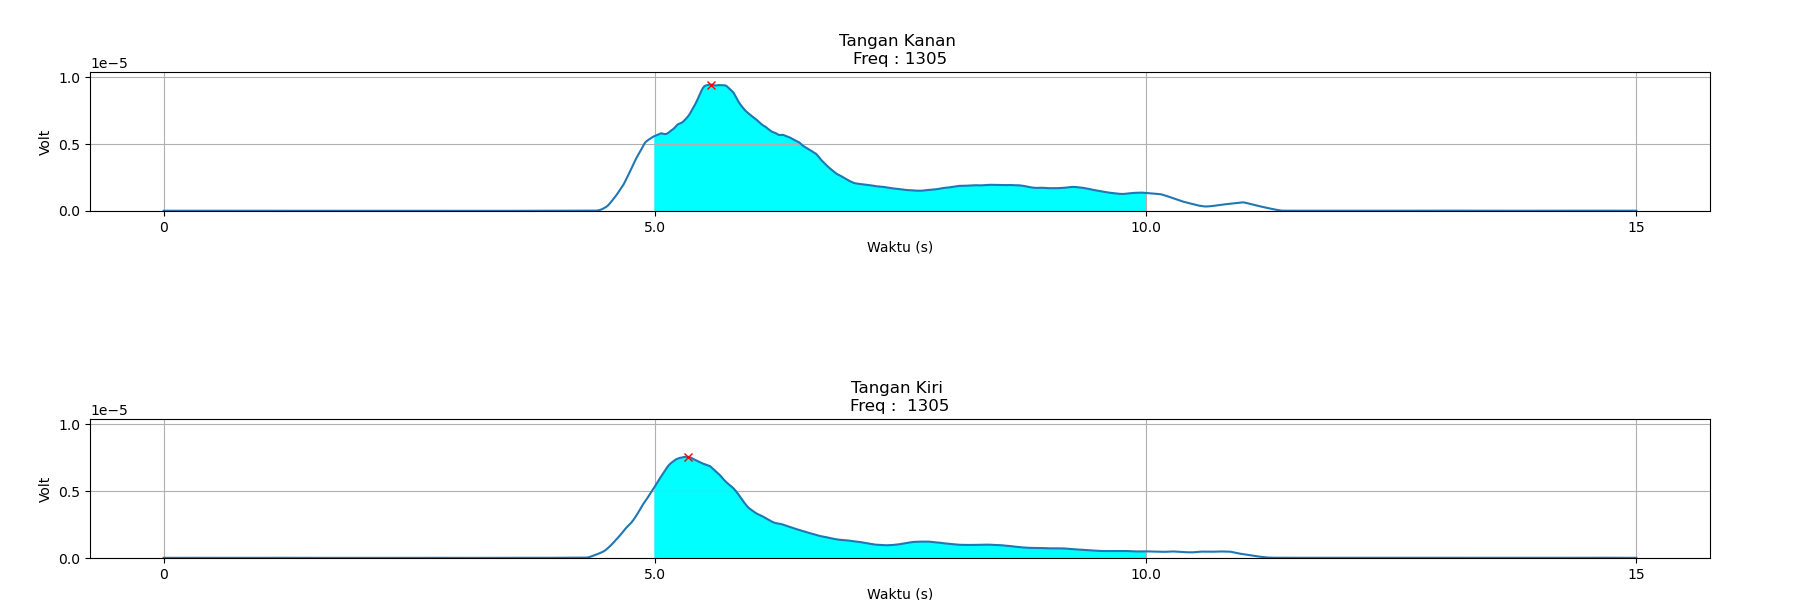 Tangan Kanan
Freq : 1305
1e−5
1.0
0.5
0.0
Volt
0 5.0 10.0 15
Waktu (s)
Tangan Kiri
Freq :  1305
1e−5
1.0
0.5
0.0
Volt
0 5.0 10.0 15
Waktu (s)